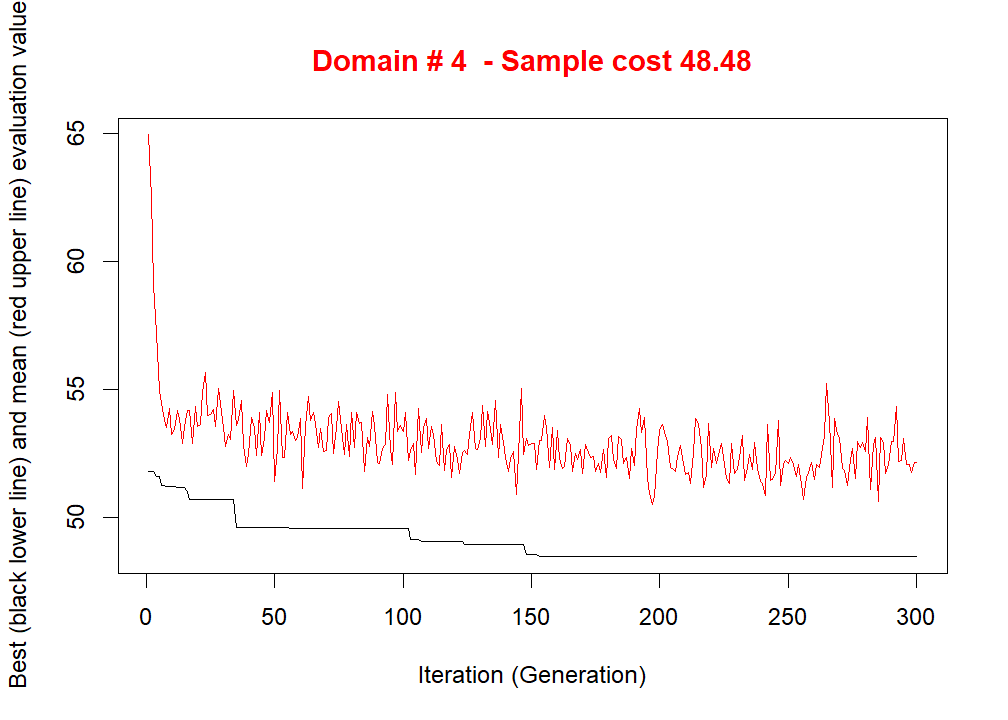 Domain # 4  - Sample cost 48.48
Best (black lower line) and mean (red upper line) evaluation value
65
60
55
50
0 50 100 150 200 250 300
Iteration (Generation)